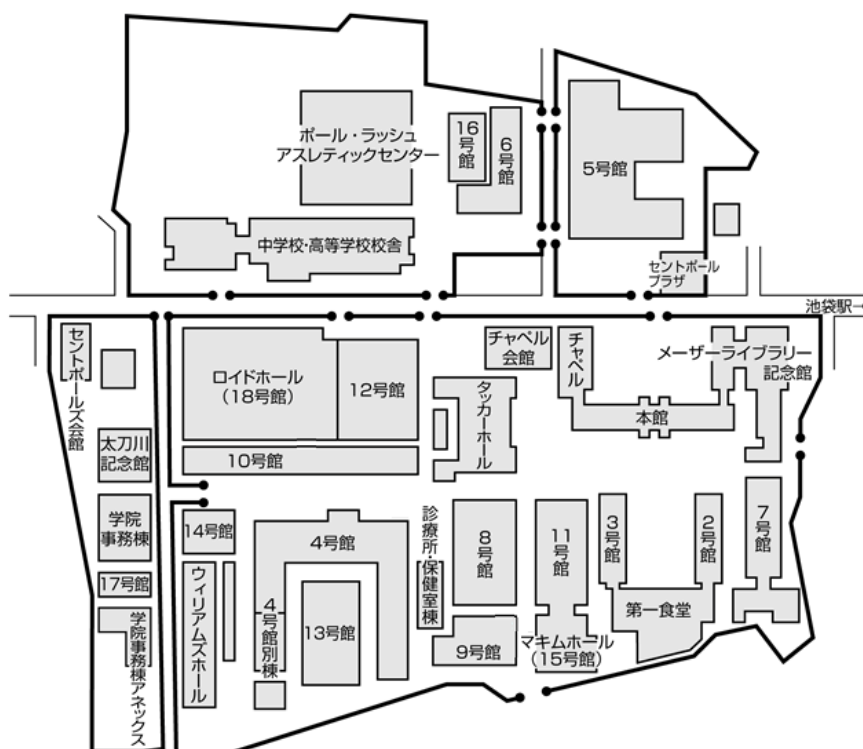 ポール・ラッシュ
アスレティックセンター
16号館
6号館
5号館
中学校・高等学校校舎
セントポール
プラザ
池袋駅→
セントポールズ会館
ロイドホール
(18号館)
12号館
チャペル
会館
チャペル
メーザーライブラリー
記念館
本館
タッカーホール
太刀川
記念館
10号館
学院
事務棟
14号館
4号館
診療所・保健室棟
8号館
11号館
3号館
2号館
7号館
17号館
ウィリアムズホール
4号館別棟
13号館
9号館
マキムホール
(15号館)
第一食堂
学院事務棟アネックス